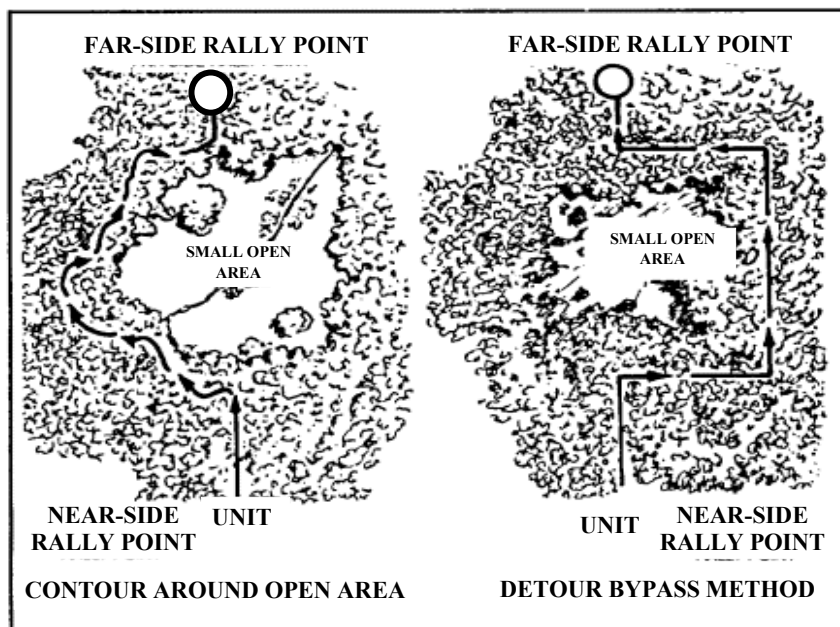 FAR-SIDE RALLY POINT
SMALL OPEN
AREA
NEAR-SIDE
RALLY POINT
UNIT
CONTOUR AROUND OPEN AREA
FAR-SIDE RALLY POINT
SMALL OPEN
AREA
UNIT
NEAR-SIDE
RALLY POINT
DETOUR BYPASS METHOD